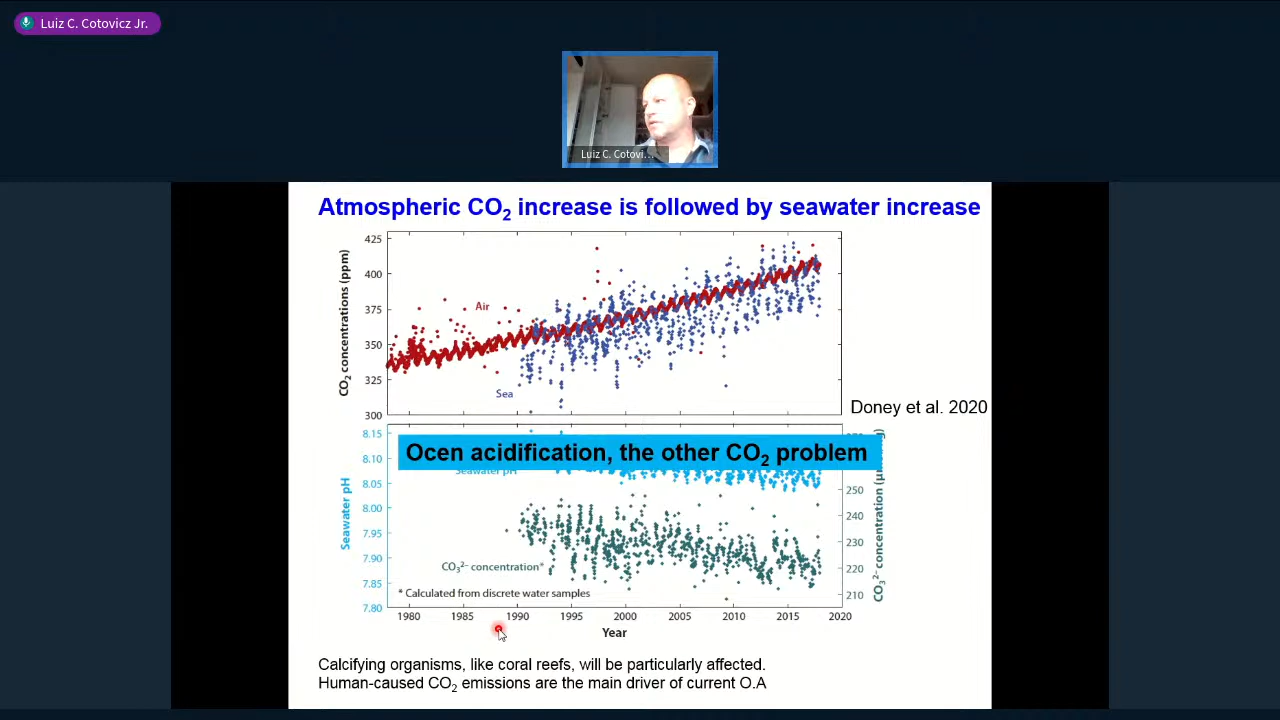 Luiz C. Cotovicz Jr.
Luiz C. Cotovi...
Atmospheric CO₂ increase is followed by seawater increase
CO₂ concentrations (ppm)
425
400
375
350
325
300
Air
Sea
Doney et al. 2020
Ocen acidification, the other CO₂ problem
Seawater pH
8.15
8.10
8.05
8.00
7.95
7.90
7.85
7.80
Seawater pH
CO₃²⁻ concentration*
* Calculated from discrete water samples
250
240
230
220
210
CO₃²⁻ concentration
1980 1985 1990 1995 2000 2005 2010 2015 2020
Year
Calcifying organisms, like coral reefs, will be particularly affected.
Human-caused CO₂ emissions are the main driver of current O.A